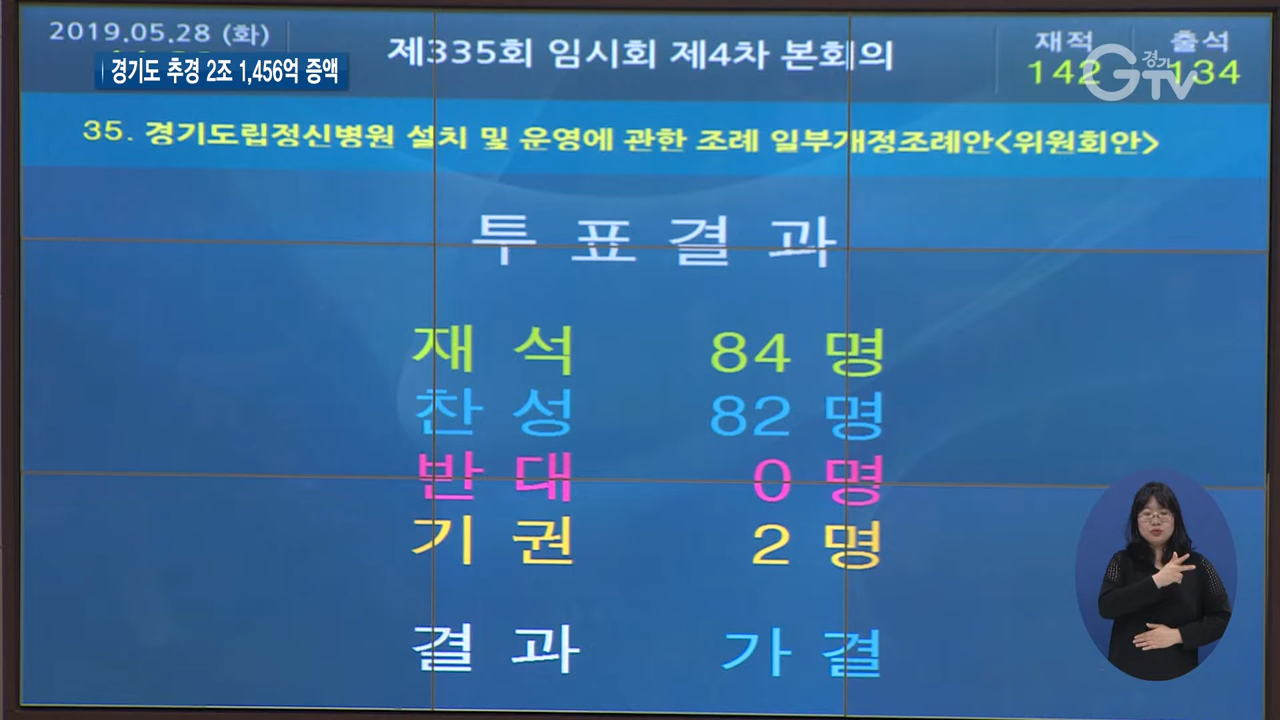 2019.05.28 (화)
경기도 추경 2조 1,456억 증액
제335회 임시회 제4차 본회의
재적 출석
142 134
경기 GTV
35. 경기도립정신병원 설치 및 운영에 관한 조례 일부개정조례안<위원회안>
투표결과
재석 84 명
찬성 82 명
반대 0 명
기권 2 명
결과 가결